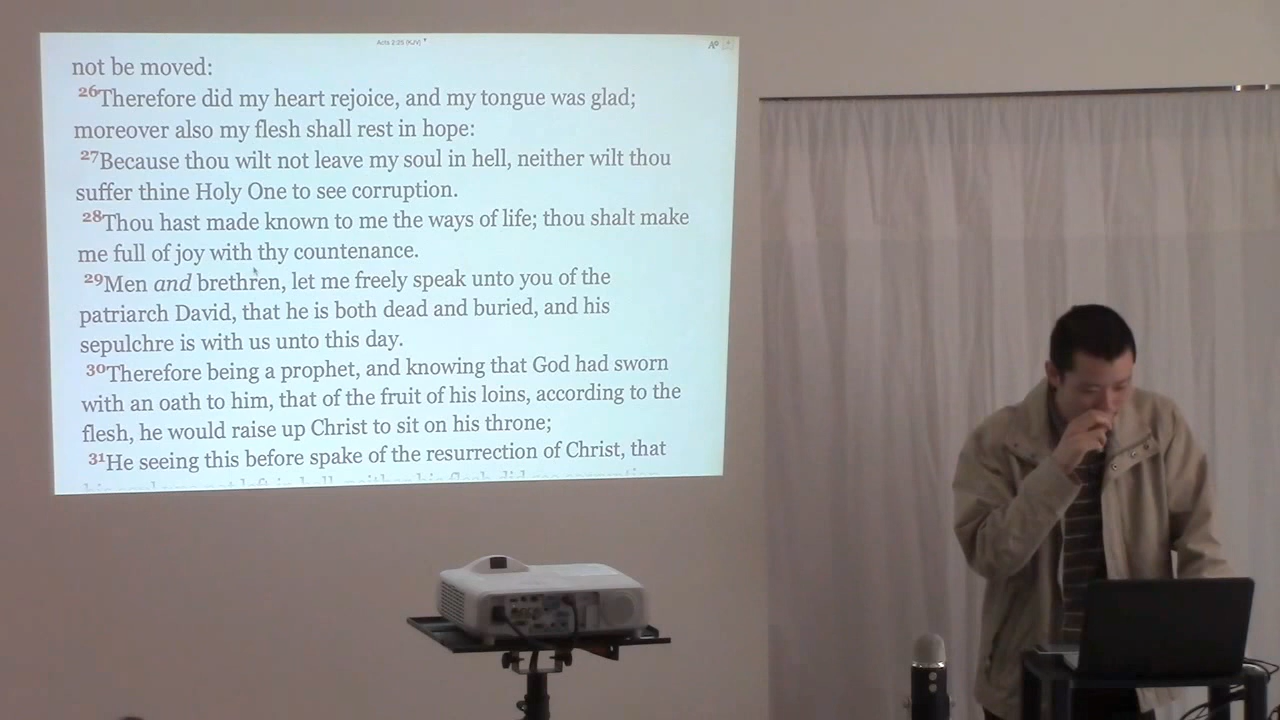 Acts 2:25 (KJV)
not be moved:
26Therefore did my heart rejoice, and my tongue was glad;
moreover also my flesh shall rest in hope:
27Because thou wilt not leave my soul in hell, neither wilt thou
suffer thine Holy One to see corruption.
28Thou hast made known to me the ways of life; thou shalt make
me full of joy with thy countenance.
29Men and brethren, let me freely speak unto you of the
patriarch David, that he is both dead and buried, and his
sepulchre is with us unto this day.
30Therefore being a prophet, and knowing that God had sworn
with an oath to him, that of the fruit of his loins, according to the
flesh, he would raise up Christ to sit on his throne;
31He seeing this before spake of the resurrection of Christ, that